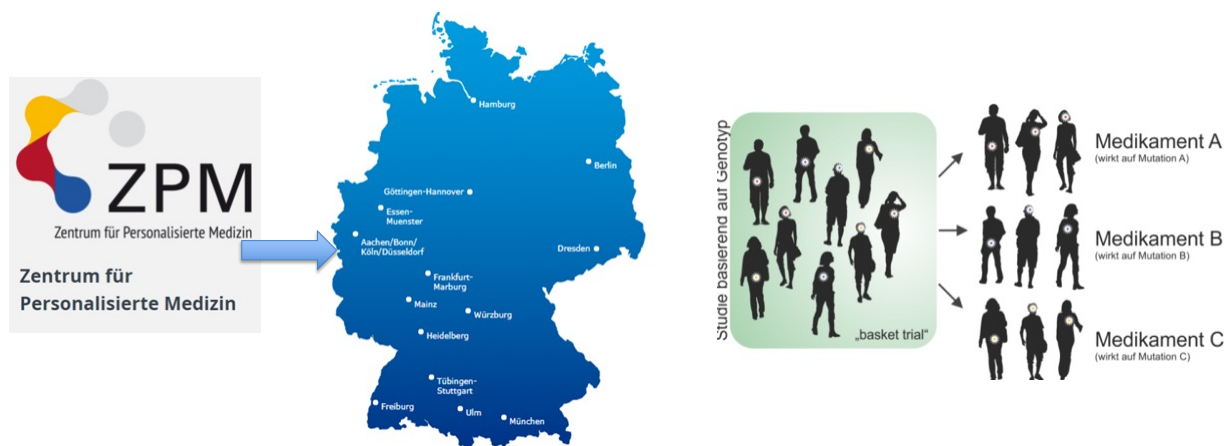 ZPM
Zentrum für Personalisierte Medizin
Zentrum für
Personalisierte Medizin
Hamburg
Berlin
Göttingen-Hannover
Essen-
Muenster
Aachen/Bonn/
Köln/Düsseldorf
Dresden
Frankfurt-
Marburg
Mainz
Würzburg
Heidelberg
Tübingen-
Stuttgart
Freiburg
Ulm
München
Studie basierend auf Genotyp
„basket trial“
Medikament A
(wirkt auf Mutation A)
Medikament B
(wirkt auf Mutation B)
Medikament C
(wirkt auf Mutation C)